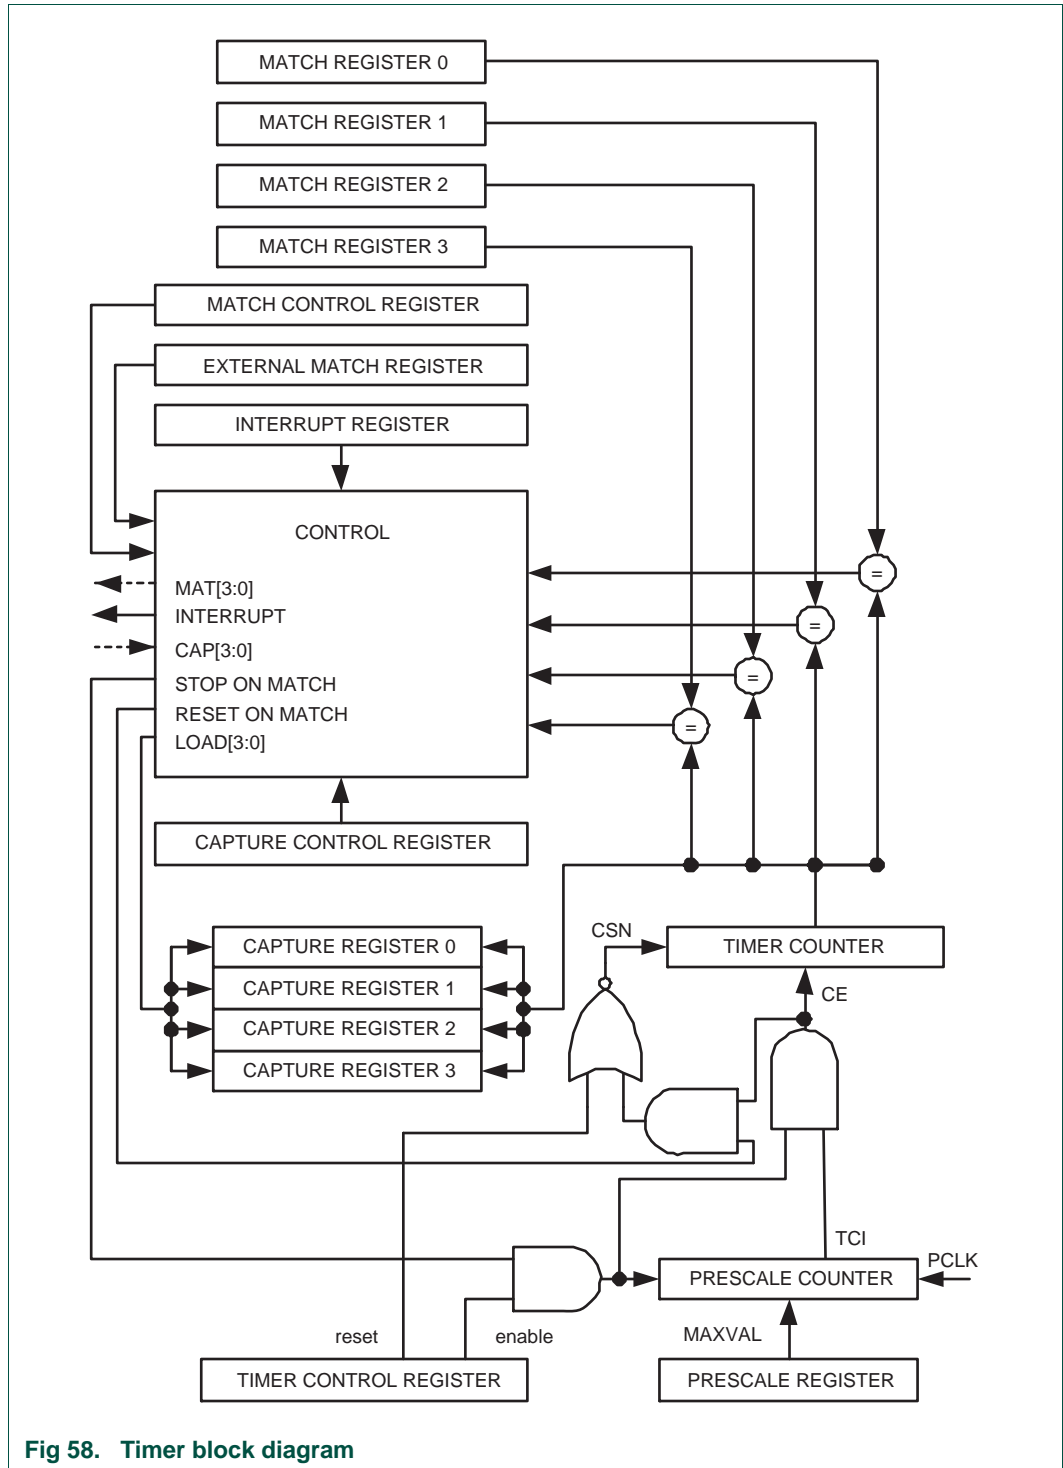 MATCH REGISTER 0
MATCH REGISTER 1
MATCH REGISTER 2
MATCH REGISTER 3
MATCH CONTROL REGISTER
EXTERNAL MATCH REGISTER
INTERRUPT REGISTER
CONTROL
MAT[3:0]
INTERRUPT
CAP[3:0]
STOP ON MATCH
RESET ON MATCH
LOAD[3:0]
=
=
=
=
CAPTURE CONTROL REGISTER
CSN
TIMER COUNTER
CE
CAPTURE REGISTER 0
CAPTURE REGISTER 1
CAPTURE REGISTER 2
CAPTURE REGISTER 3
TCI
PCLK
PRESCALE COUNTER
reset
enable
MAXVAL
TIMER CONTROL REGISTER
PRESCALE REGISTER
Fig 58. Timer block diagram